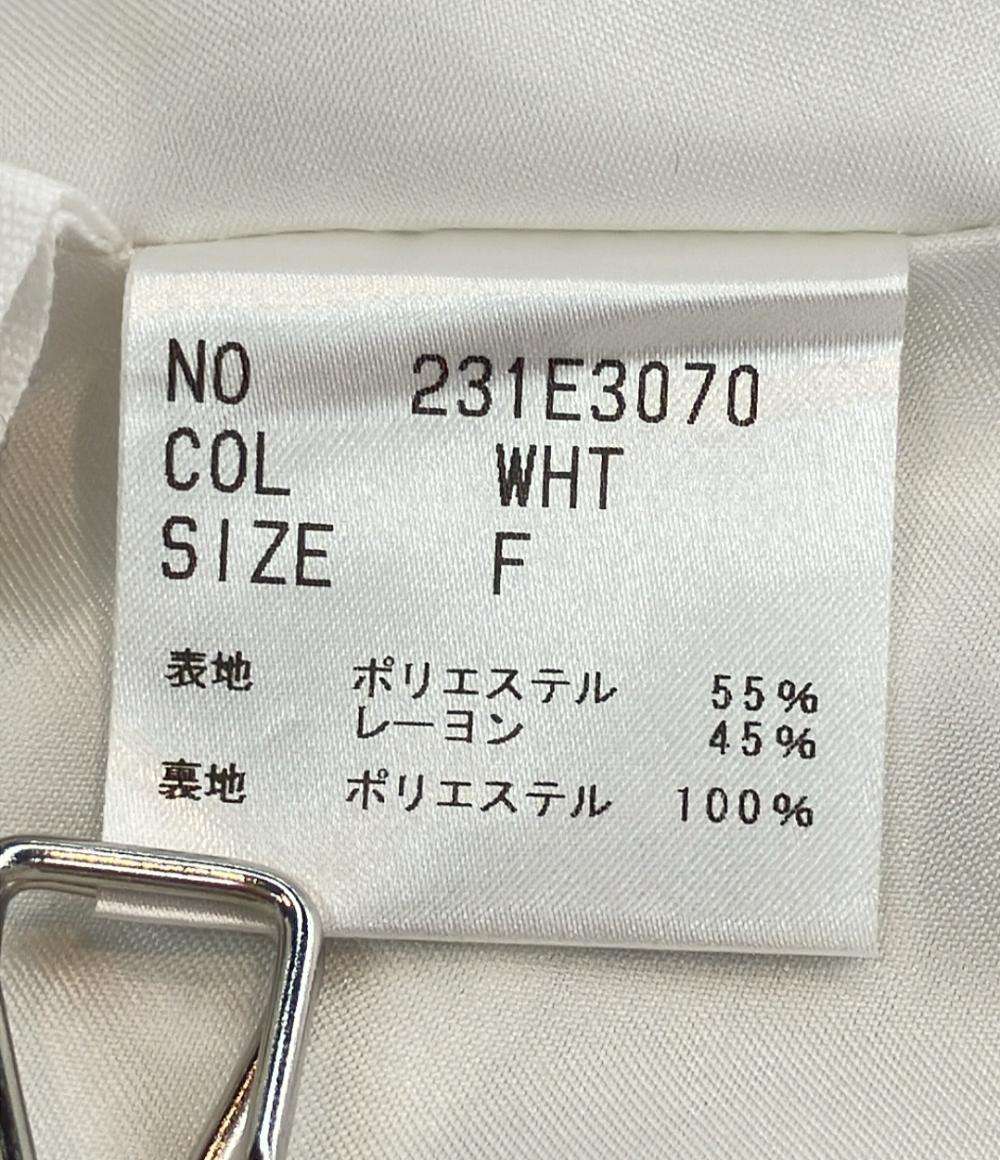 NO 231E3070
COL WHT
SIZE F
表地 ポリエステル 55%
レーヨン 45%
裏地 ポリエステル 100%